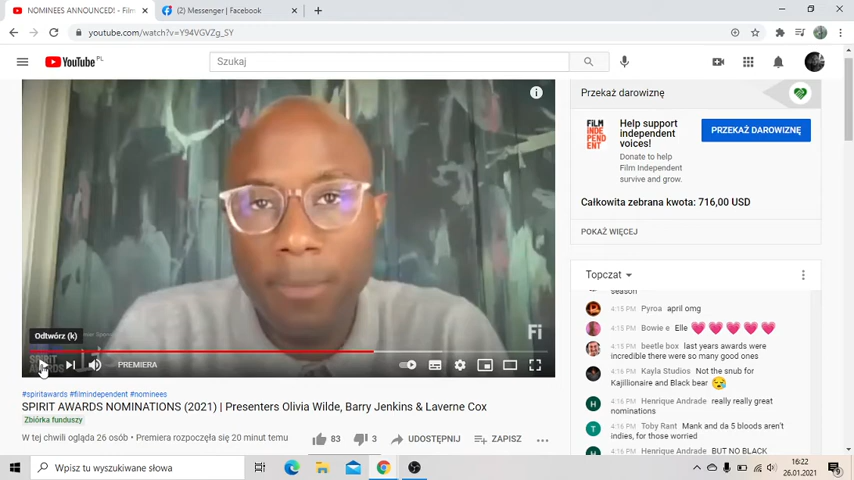 NOMINEES ANNOUNCED! - Film
(2) Messenger | Facebook
youtube.com/watch?v=Y94VGVZg_SY
YouTube PL
Szukaj
Fi
Odtwórz (k)
SPIRIT
PREMIERA
#spiritawards #filmindependent #nominees
SPIRIT AWARDS NOMINATIONS (2021) | Presenters Olivia Wilde, Barry Jenkins & Laverne Cox
Zbiórka funduszy
W tej chwili ogląda 26 osób • Premiera rozpoczęła się 20 minut temu
83
3
UDOSTĘPNIJ
ZAPISZ
Przekaż darowiznę
FILM
INDEP
ENDENT
Help support
independent
voices!
Donate to help
Film Independent
survive and grow.
PRZEKAŻ DAROWIZNĘ
Całkowita zebrana kwota: 716,00 USD
POKAŻ WIĘCEJ
Topczat
season
4:15 PM Pyroa april omg
4:15 PM Bowie e Elle 💗💗💗💗💗
4:15 PM beetle box last years awards were
incredible there were so many good ones
4:16 PM Kayla Studios Not the snub for
Kajillionaire and Black bear 😥
4:16 PM Henrique Andrade really really great
nominations
4:16 PM Toby Rant Mank and da 5 bloods aren't
indies, for those worried
4:16 PM Henrique Andrade BUT NO BLACK
Wpisz tu wyszukiwane słowa
16:22
26.01.2021